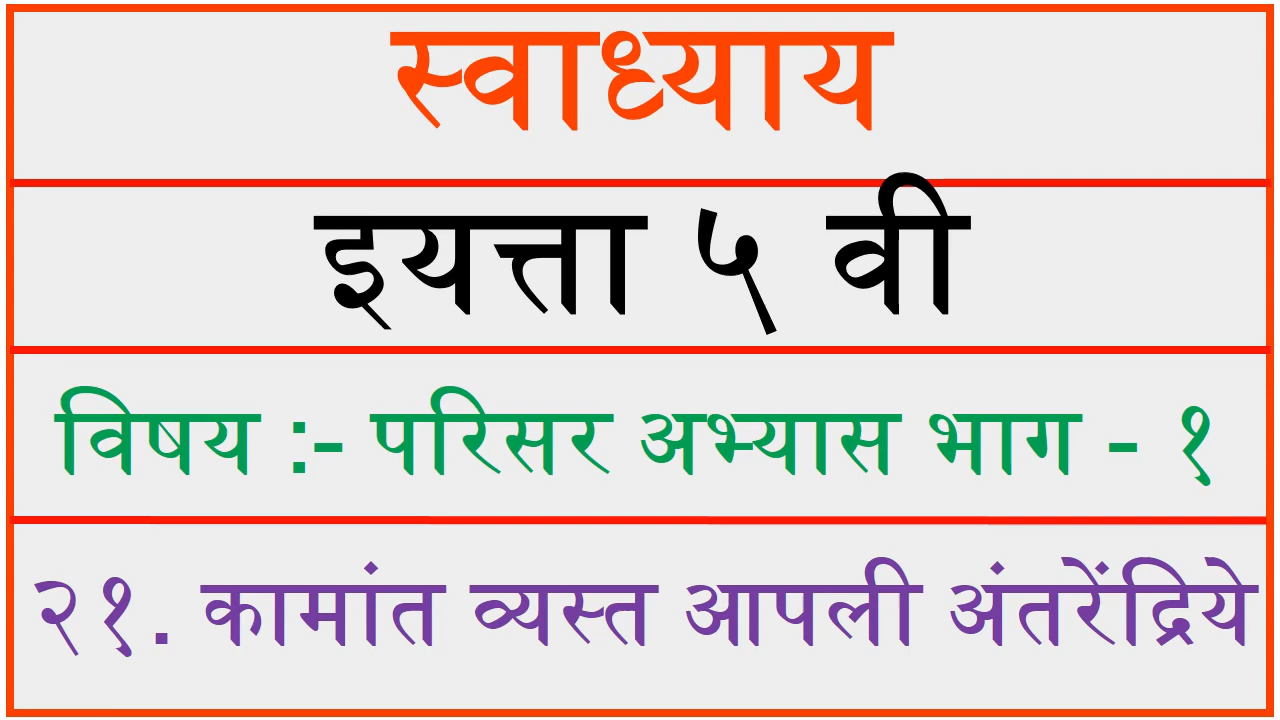 स्वाध्याय
इयत्ता ५ वी
विषय :- परिसर अभ्यास भाग - १
२१. कामांत व्यस्त आपली अंतरेंद्रिये